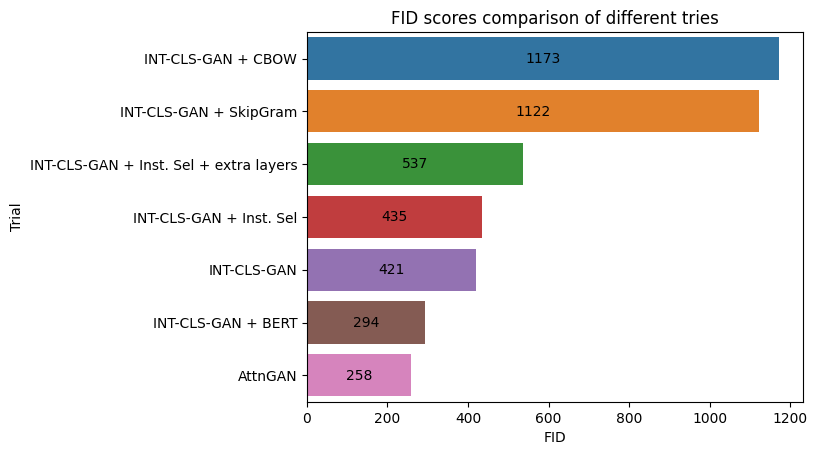 FID scores comparison of different tries
Trial
INT-CLS-GAN + CBOW
1173
INT-CLS-GAN + SkipGram
1122
INT-CLS-GAN + Inst. Sel + extra layers
537
INT-CLS-GAN + Inst. Sel
435
INT-CLS-GAN
421
INT-CLS-GAN + BERT
294
AttnGAN
258
0 200 400 600 800 1000 1200
FID